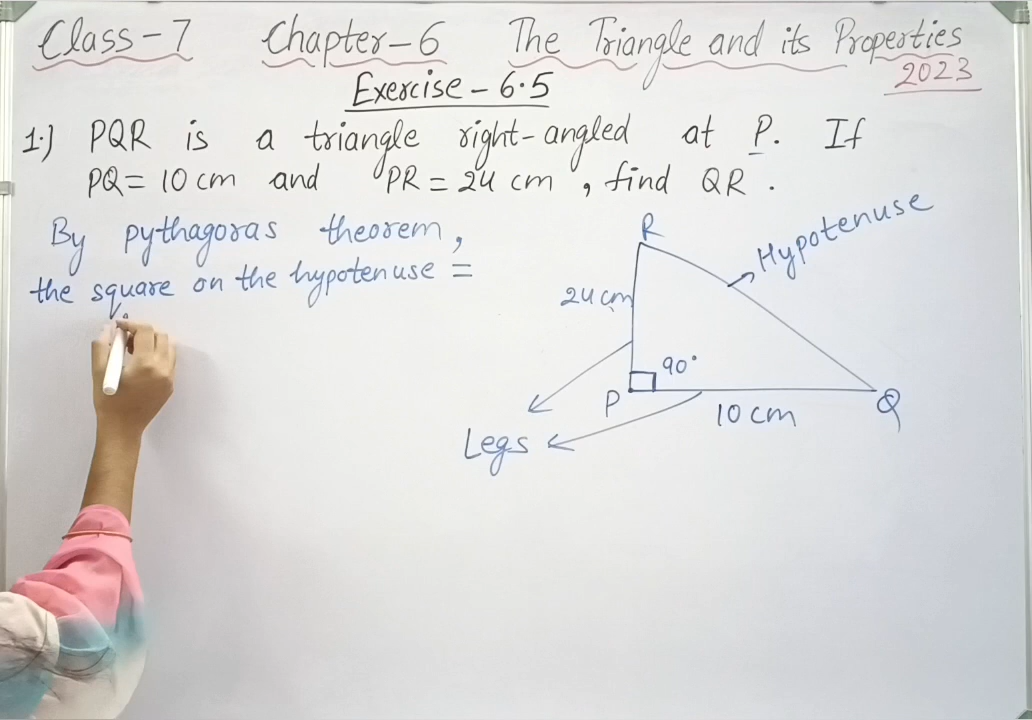 Class-7 Chapter-6 The Triangle and its Properties
2023
Exercise - 6.5
1.) PQR is a triangle right-angled at P. If
PQ = 10 cm and PR = 24 cm, find QR.
By pythagoras theorem,
the square on the hypotenuse =
R
Hypotenuse
24 cm
90°
P
10 cm
Q
Legs